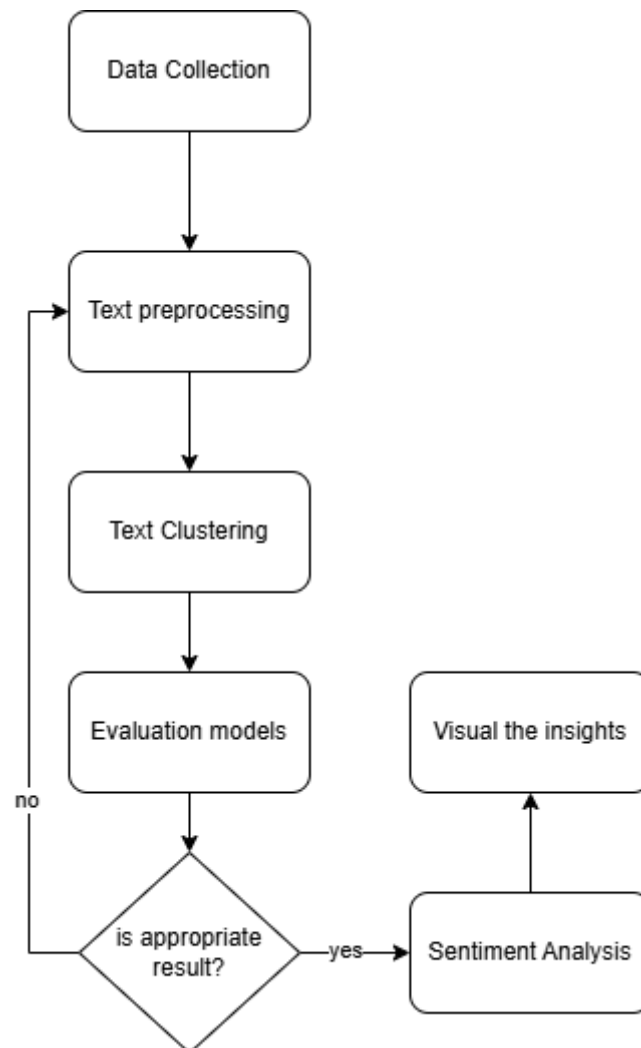 Data Collection
Text preprocessing
Text Clustering
Evaluation models
Visual the insights
no
is appropriate
result?
yes
Sentiment Analysis